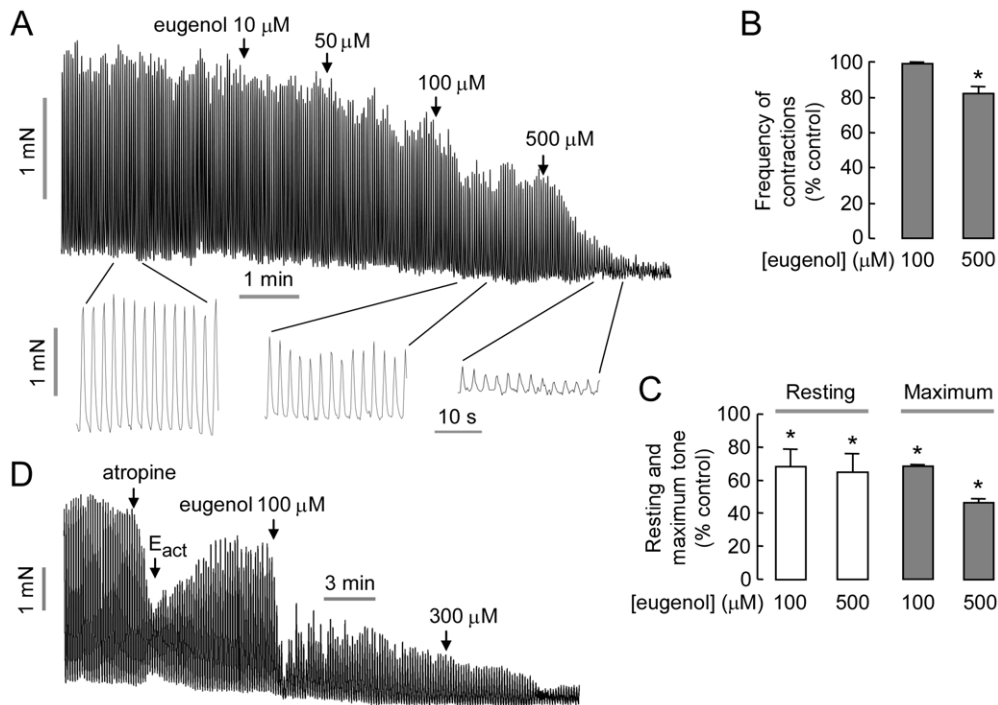 A
eugenol 10 μM
50 μM
100 μM
500 μM
1 mN
1 min
1 mN
10 s
B
Frequency of
contractions
(% control)
100
80
60
40
20
0
*
[eugenol] (μM) 100 500
C
Resting Maximum
Resting and
maximum tone
(% control)
100
80
60
40
20
0
* * * *
[eugenol] (μM) 100 500 100 500
D
atropine
Eact
eugenol 100 μM
300 μM
1 mN
3 min